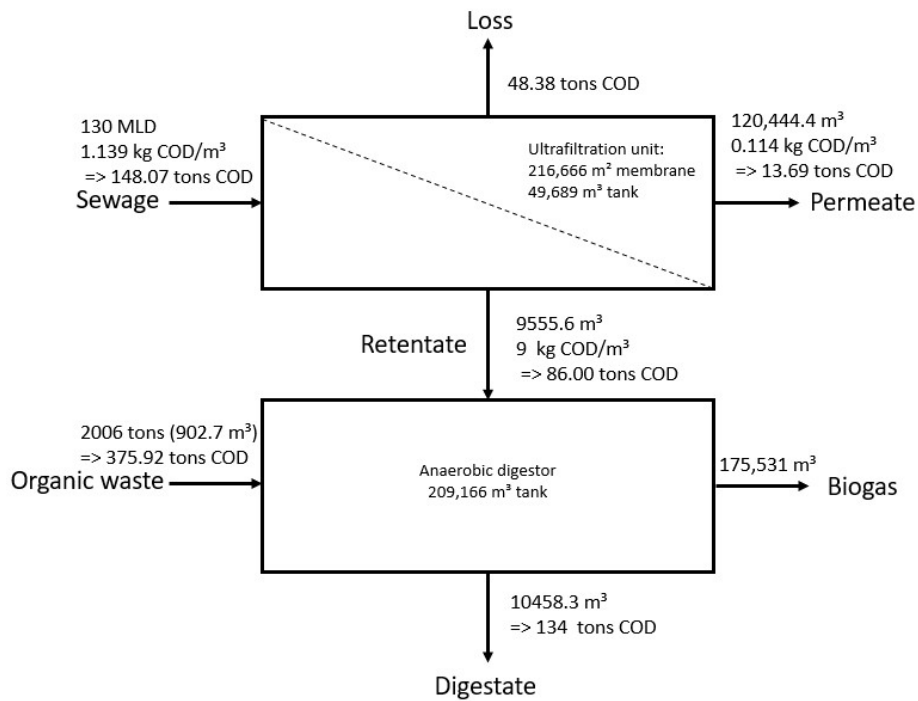 Loss
48.38 tons COD
130 MLD
1.139 kg COD/m³
=> 148.07 tons COD
Sewage
Ultrafiltration unit:
216,666 m² membrane
49,689 m³ tank
120,444.4 m³
0.114 kg COD/m³
=> 13.69 tons COD
Permeate
Retentate
9555.6 m³
9 kg COD/m³
=> 86.00 tons COD
2006 tons (902.7 m³)
=> 375.92 tons COD
Organic waste
Anaerobic digestor
209,166 m³ tank
175,531 m³
Biogas
10458.3 m³
=> 134 tons COD
Digestate